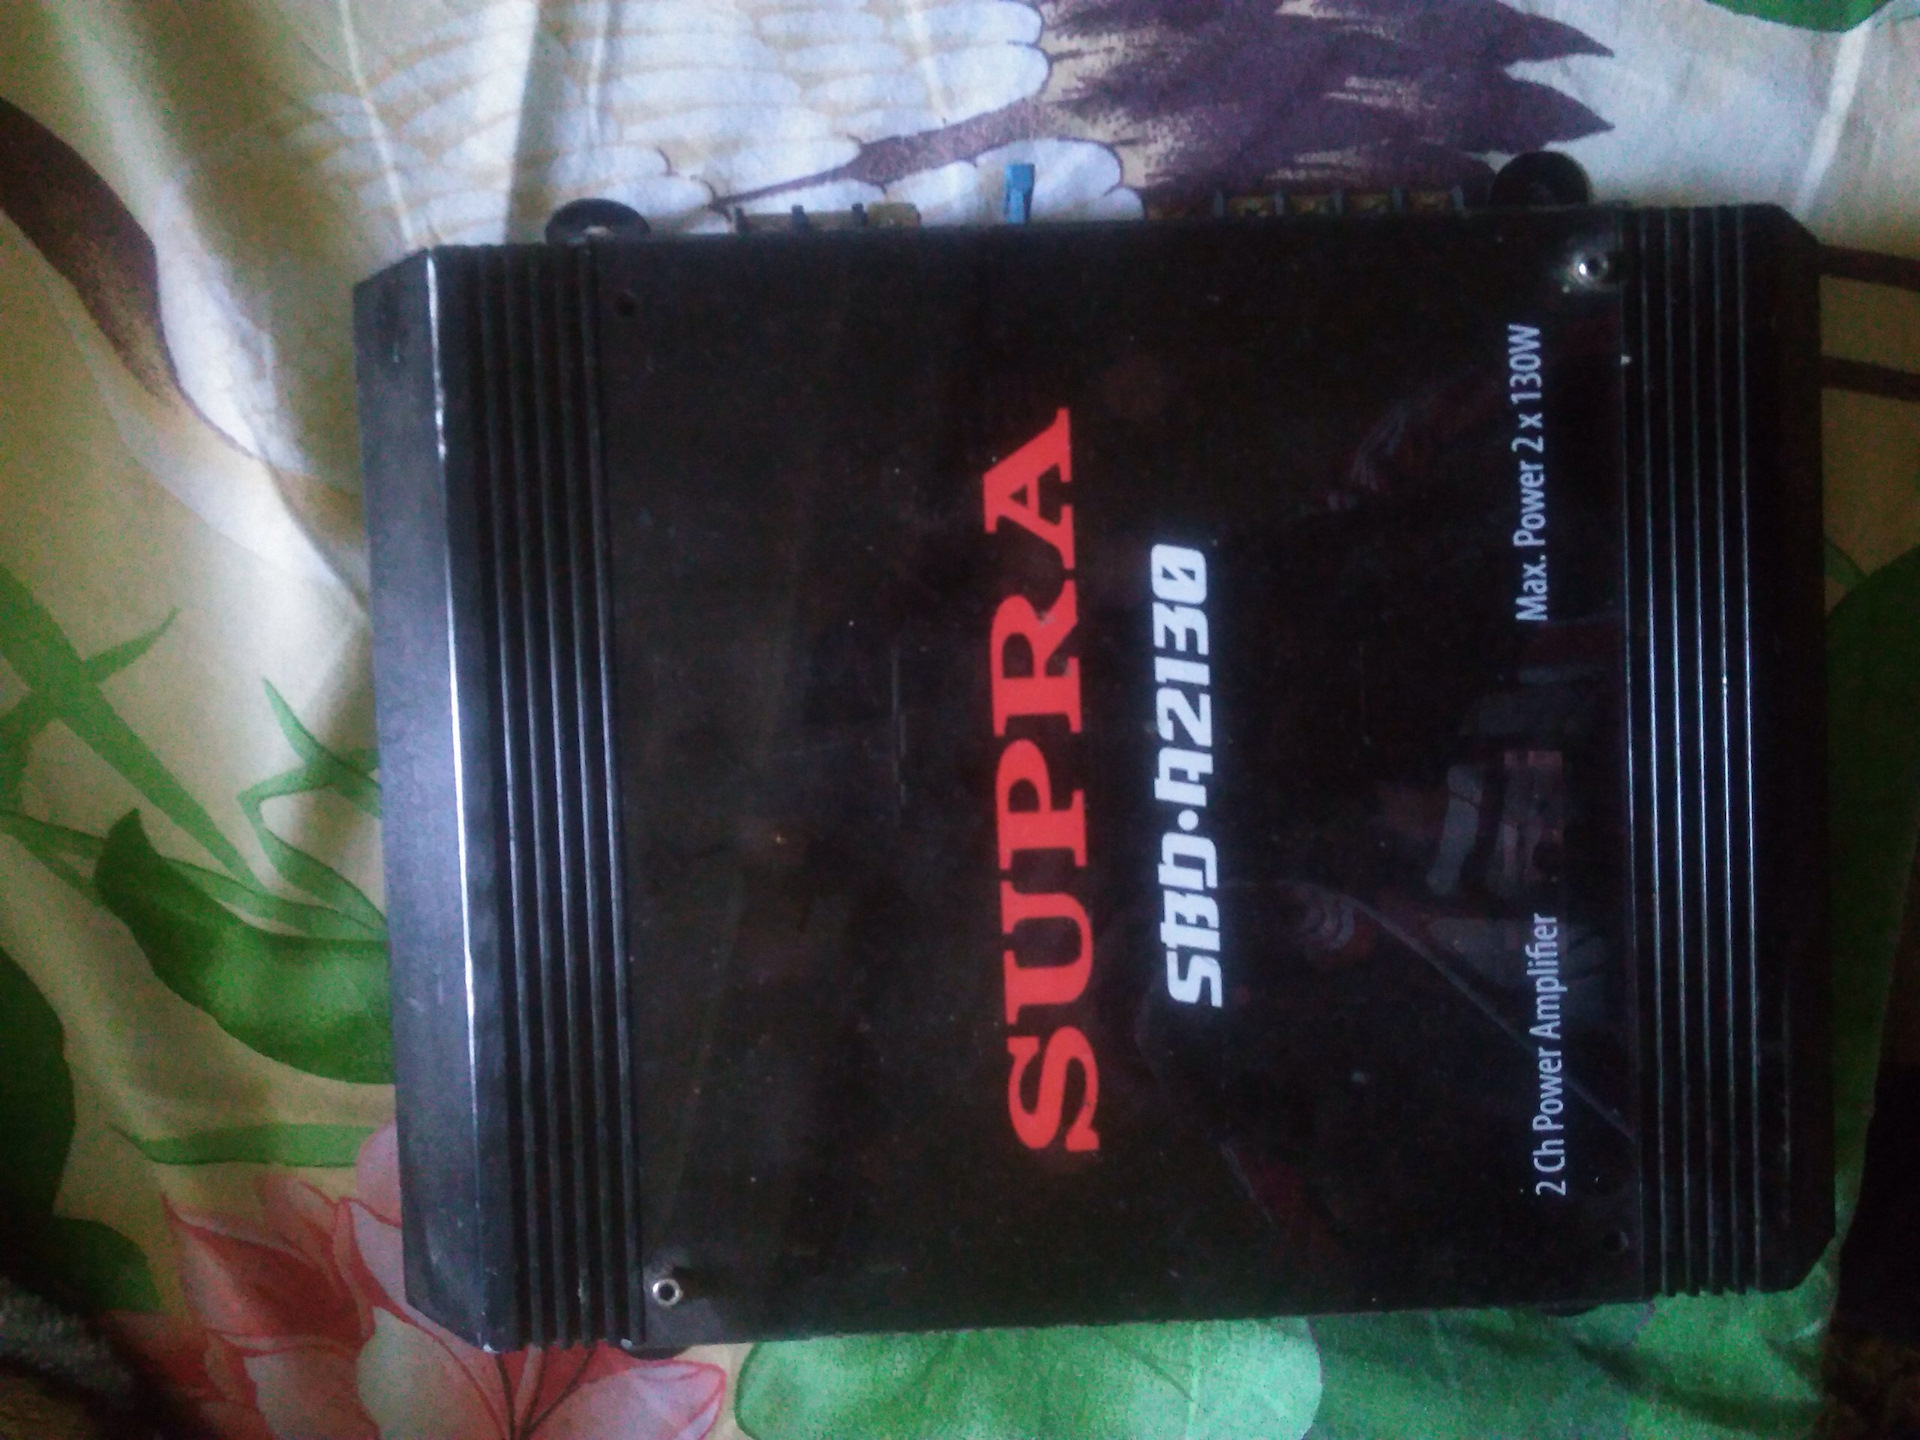 SUPRA
SBD-A2130
2 Ch Power Amplifier Max. Power 2 x 130W